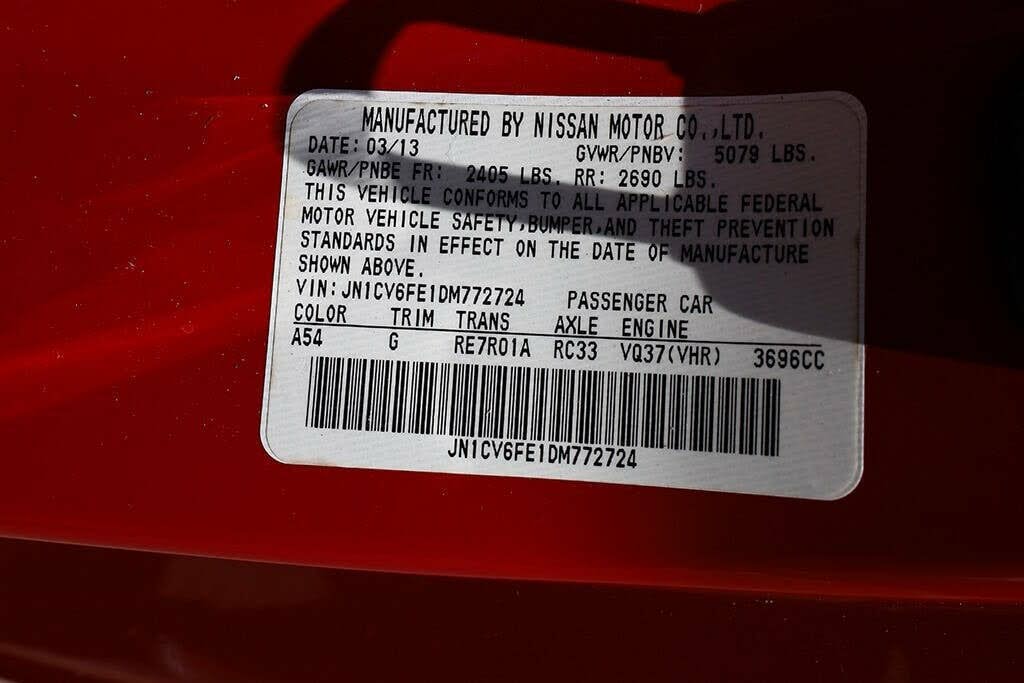 MANUFACTURED BY NISSAN MOTOR CO.,LTD.
DATE: 03/13 GVWR/PNBV: 5079 LBS.
GAWR/PNBE FR: 2405 LBS. RR: 2690 LBS.
THIS VEHICLE CONFORMS TO ALL APPLICABLE FEDERAL
MOTOR VEHICLE SAFETY,BUMPER,AND THEFT PREVENTION
STANDARDS IN EFFECT ON THE DATE OF MANUFACTURE
SHOWN ABOVE.
VIN:JN1CV6FE1DM772724 PASSENGER CAR
COLOR TRIM TRANS AXLE ENGINE
A54 G RE7R01A RC33 VQ37(VHR) 3696CC
JN1CV6FE1DM772724